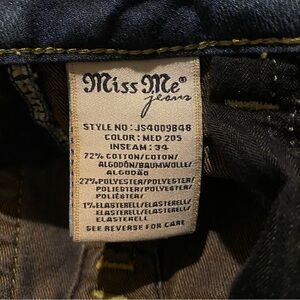 Miss Me®
jeans
STYLE NO:JS4009B48
COLOR: MED 205
INSEAM: 34
72% COTTON/COTON/
ALGODÓN/BAUMWOLLE/
ALGODÃO
27%POLYESTER/POLYESTER/
POLIÉSTER/POLYESTER/
POLIÉSTER/
1%ELASTERELL/ELASTERELL/
ELASTERELL/ELASTERELL/
ELASTERELL
SEE REVERSE FOR CARE